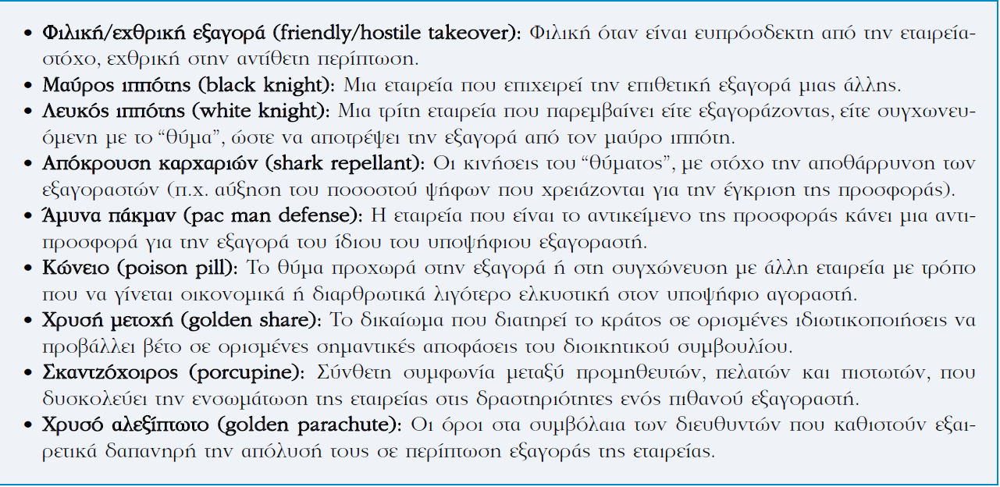 • Φιλική/εχθρική εξαγορά (friendly/hostile takeover): Φιλική όταν είναι ευπρόσδεκτη από την εταιρεία-
στόχο, εχθρική στην αντίθετη περίπτωση.
• Μαύρος ιππότης (black knight): Μια εταιρεία που επιχειρεί την επιθετική εξαγορά μιας άλλης.
• Λευκός ιππότης (white knight): Μια τρίτη εταιρεία που παρεμβαίνει είτε εξαγοράζοντας, είτε συγχωνευ-
όμενη με το “θύμα”, ώστε να αποτρέψει την εξαγορά από τον μαύρο ιππότη.
• Απόκρουση καρχαριών (shark repellant): Οι κινήσεις του “θύματος”, με στόχο την αποθάρρυνση των
εξαγοραστών (π.χ. αύξηση του ποσοστού ψήφων που χρειάζονται για την έγκριση της προσφοράς).
• Άμυνα πάκμαν (pac man defense): Η εταιρεία που είναι το αντικείμενο της προσφοράς κάνει μια αντι-
προσφορά για την εξαγορά του ίδιου του υποψήφιου εξαγοραστή.
• Κώνειο (poison pill): Το θύμα προχωρά στην εξαγορά ή στη συγχώνευση με άλλη εταιρεία με τρόπο
που να γίνεται οικονομικά ή διαρθρωτικά λιγότερο ελκυστική στον υποψήφιο αγοραστή.
• Χρυσή μετοχή (golden share): Το δικαίωμα που διατηρεί το κράτος σε ορισμένες ιδιωτικοποιήσεις να
προβάλλει βέτο σε ορισμένες σημαντικές αποφάσεις του διοικητικού συμβουλίου.
• Σκαντζόχοιρος (porcupine): Σύνθετη συμφωνία μεταξύ προμηθευτών, πελατών και πιστωτών, που
δυσκολεύει την ενσωμάτωση της εταιρείας στις δραστηριότητες ενός πιθανού εξαγοραστή.
• Χρυσό αλεξίπτωτο (golden parachute): Οι όροι στα συμβόλαια των διευθυντών που καθιστούν εξαι-
ρετικά δαπανηρή την απόλυσή τους σε περίπτωση εξαγοράς της εταιρείας.